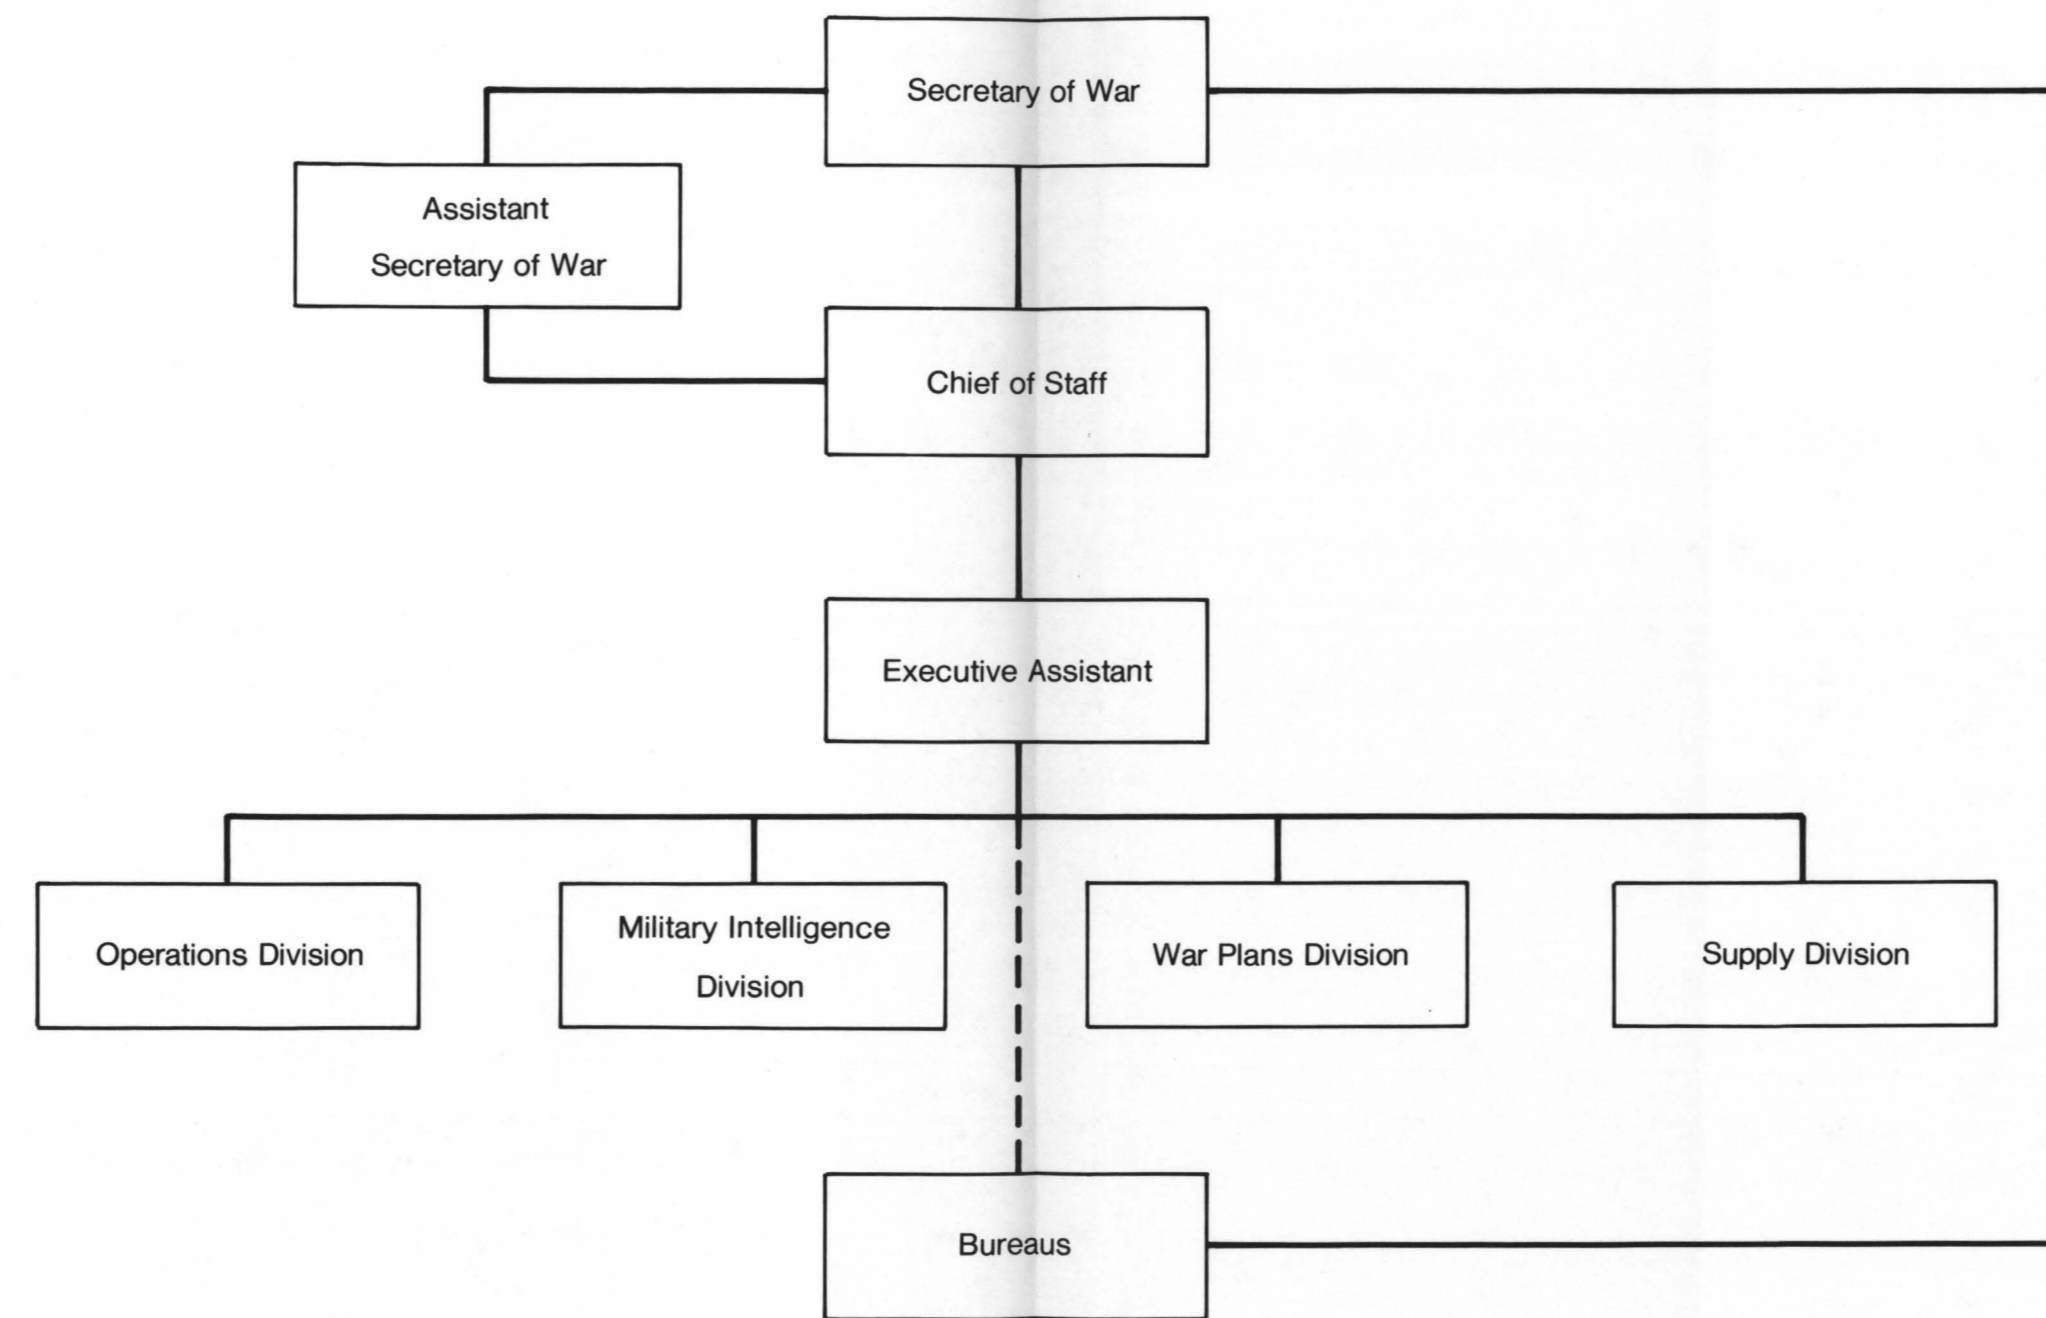 Secretary of War
Assistant
Secretary of War
Chief of Staff
Executive Assistant
Operations Division
Military Intelligence
Division
War Plans Division
Supply Division
Bureaus